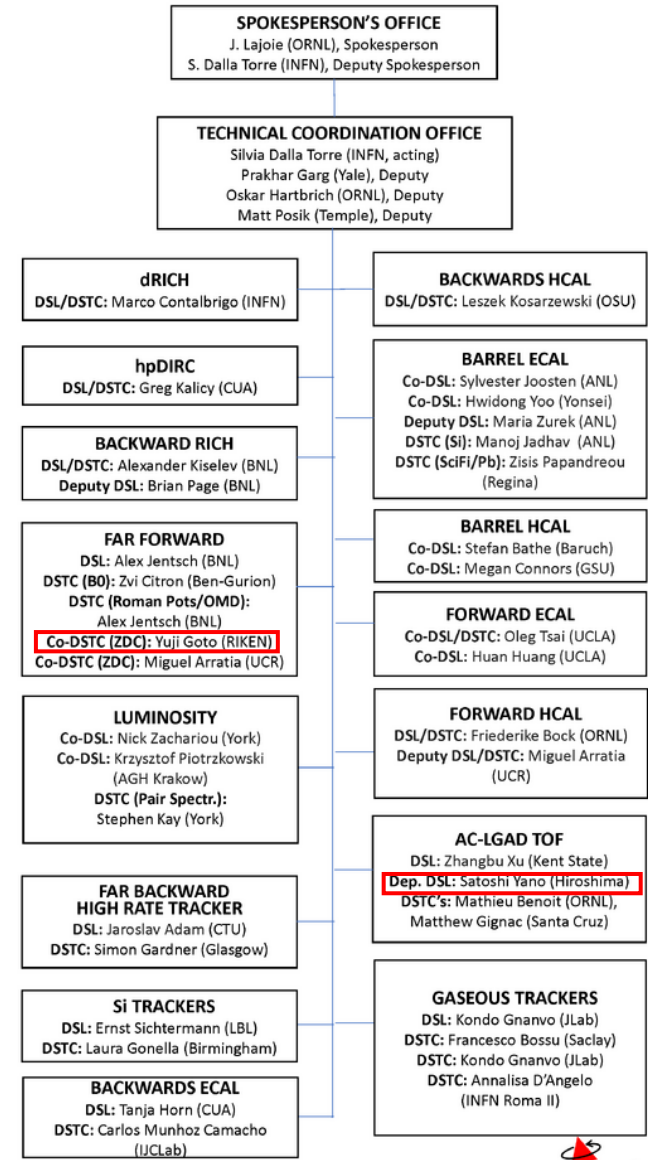 SPOKESPERSON'S OFFICE
J. Lajoie (ORNL), Spokesperson
S. Dalla Torre (INFN), Deputy Spokesperson
TECHNICAL COORDINATION OFFICE
Silvia Dalla Torre (INFN, acting)
Prakhar Garg (Yale), Deputy
Oskar Hartbrich (ORNL), Deputy
Matt Posik (Temple), Deputy
dRICH
DSL/DSTC: Marco Contalbrigo (INFN)
hpDIRC
DSL/DSTC: Greg Kalicy (CUA)
BACKWARD RICH
DSL/DSTC: Alexander Kiselev (BNL)
Deputy DSL: Brian Page (BNL)
FAR FORWARD
DSL: Alex Jentsch (BNL)
DSTC (B0): Zvi Citron (Ben-Gurion)
DSTC (Roman Pots/OMD):
Alex Jentsch (BNL)
Co-DSTC (ZDC): Yuji Goto (RIKEN)
Co-DSTC (ZDC): Miguel Arratia (UCR)
LUMINOSITY
Co-DSL: Nick Zachariou (York)
Co-DSL: Krzysztof Piotrzkowski
(AGH Krakow)
DSTC (Pair Spectr.):
Stephen Kay (York)
FAR BACKWARD
HIGH RATE TRACKER
DSL: Jaroslav Adam (CTU)
DSTC: Simon Gardner (Glasgow)
Si TRACKERS
DSL: Ernst Sichtermann (LBL)
DSTC: Laura Gonella (Birmingham)
BACKWARDS ECAL
DSL: Tanja Horn (CUA)
DSTC: Carlos Munhoz Camacho
(IJCLab)
BACKWARDS HCAL
DSL/DSTC: Leszek Kosarzewski (OSU)
BARREL ECAL
Co-DSL: Sylvester Joosten (ANL)
Co-DSL: Hwidong Yoo (Yonsei)
Deputy DSL: Maria Zurek (ANL)
DSTC (Si): Manoj Jadhav (ANL)
DSTC (SciFi/Pb): Zisis Papandreou
(Regina)
BARREL HCAL
Co-DSL: Stefan Bathe (Baruch)
Co-DSL: Megan Connors (GSU)
FORWARD ECAL
Co-DSL/DSTC: Oleg Tsai (UCLA)
Co-DSL: Huan Huang (UCLA)
FORWARD HCAL
DSL/DSTC: Friederike Bock (ORNL)
Deputy DSL/DSTC: Miguel Arratia
(UCR)
AC-LGAD TOF
DSL: Zhangbu Xu (Kent State)
Dep. DSL: Satoshi Yano (Hiroshima)
DSTC's: Mathieu Benoit (ORNL),
Matthew Gignac (Santa Cruz)
GASEOUS TRACKERS
DSL: Kondo Gnanvo (JLab)
DSTC: Francesco Bossu (Saclay)
DSTC: Kondo Gnanvo (JLab)
DSTC: Annalisa D'Angelo
(INFN Roma II)